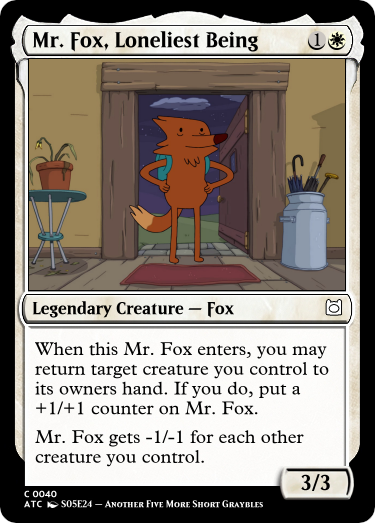 Mr. Fox, Loneliest Being 1
Legendary Creature — Fox
When this Mr. Fox enters, you may
return target creature you control to
its owners hand. If you do, put a
+1/+1 counter on Mr. Fox.
Mr. Fox gets -1/-1 for each other
creature you control.
3/3
C 0040
ATC S05E24 — Another Five More Short Graybles